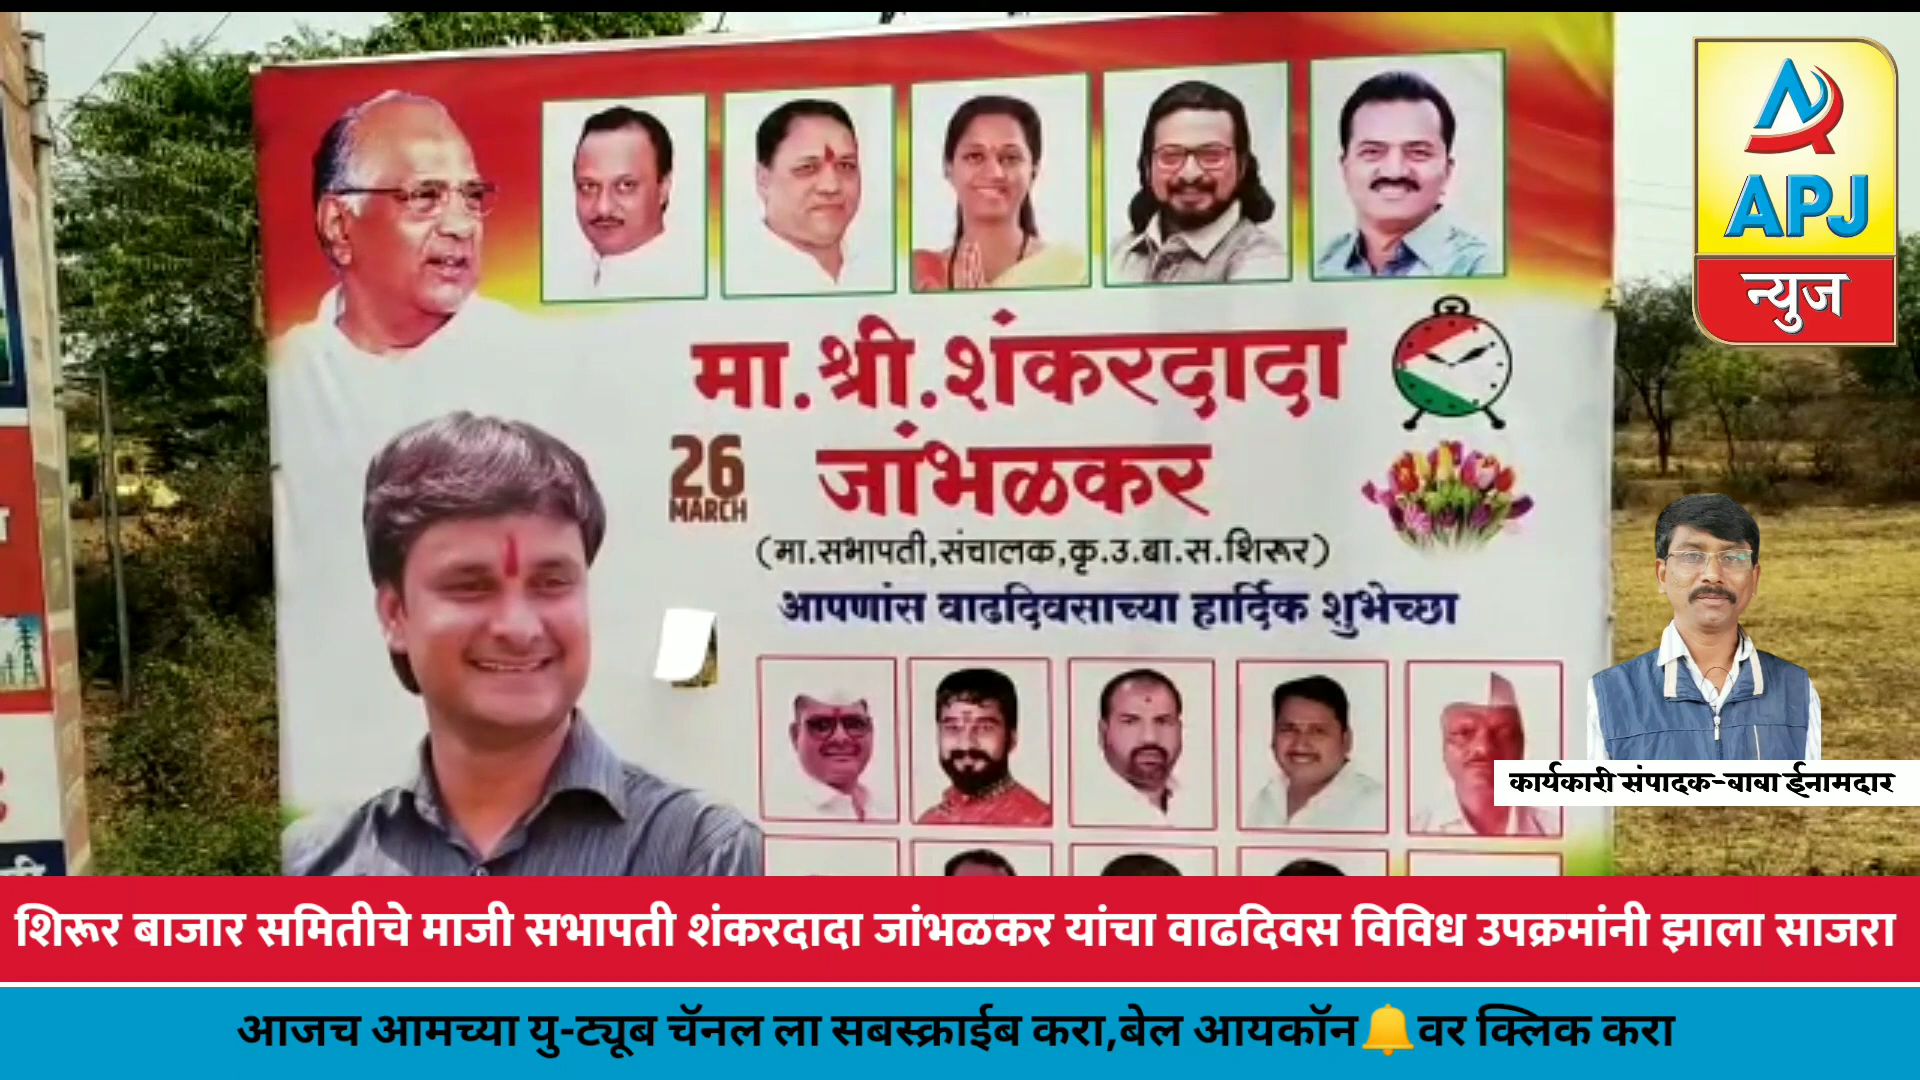 APJ
न्युज
मा.श्री.शंकरदादा
जांभळकर
26
MARCH
(मा.सभापती,संचालक,कृ.उ.बा.स.शिरूर)
आपणांस वाढदिवसाच्या हार्दिक शुभेच्छा
कार्यकारी संपादक-बाबा ईनामदार
शिरूर बाजार समितीचे माजी सभापती शंकरदादा जांभळकर यांचा वाढदिवस विविध उपक्रमांनी झाला साजरा
आजच आमच्या यु-ट्यूब चॅनल ला सबस्क्राईब करा,बेल आयकॉन🔔वर क्लिक करा